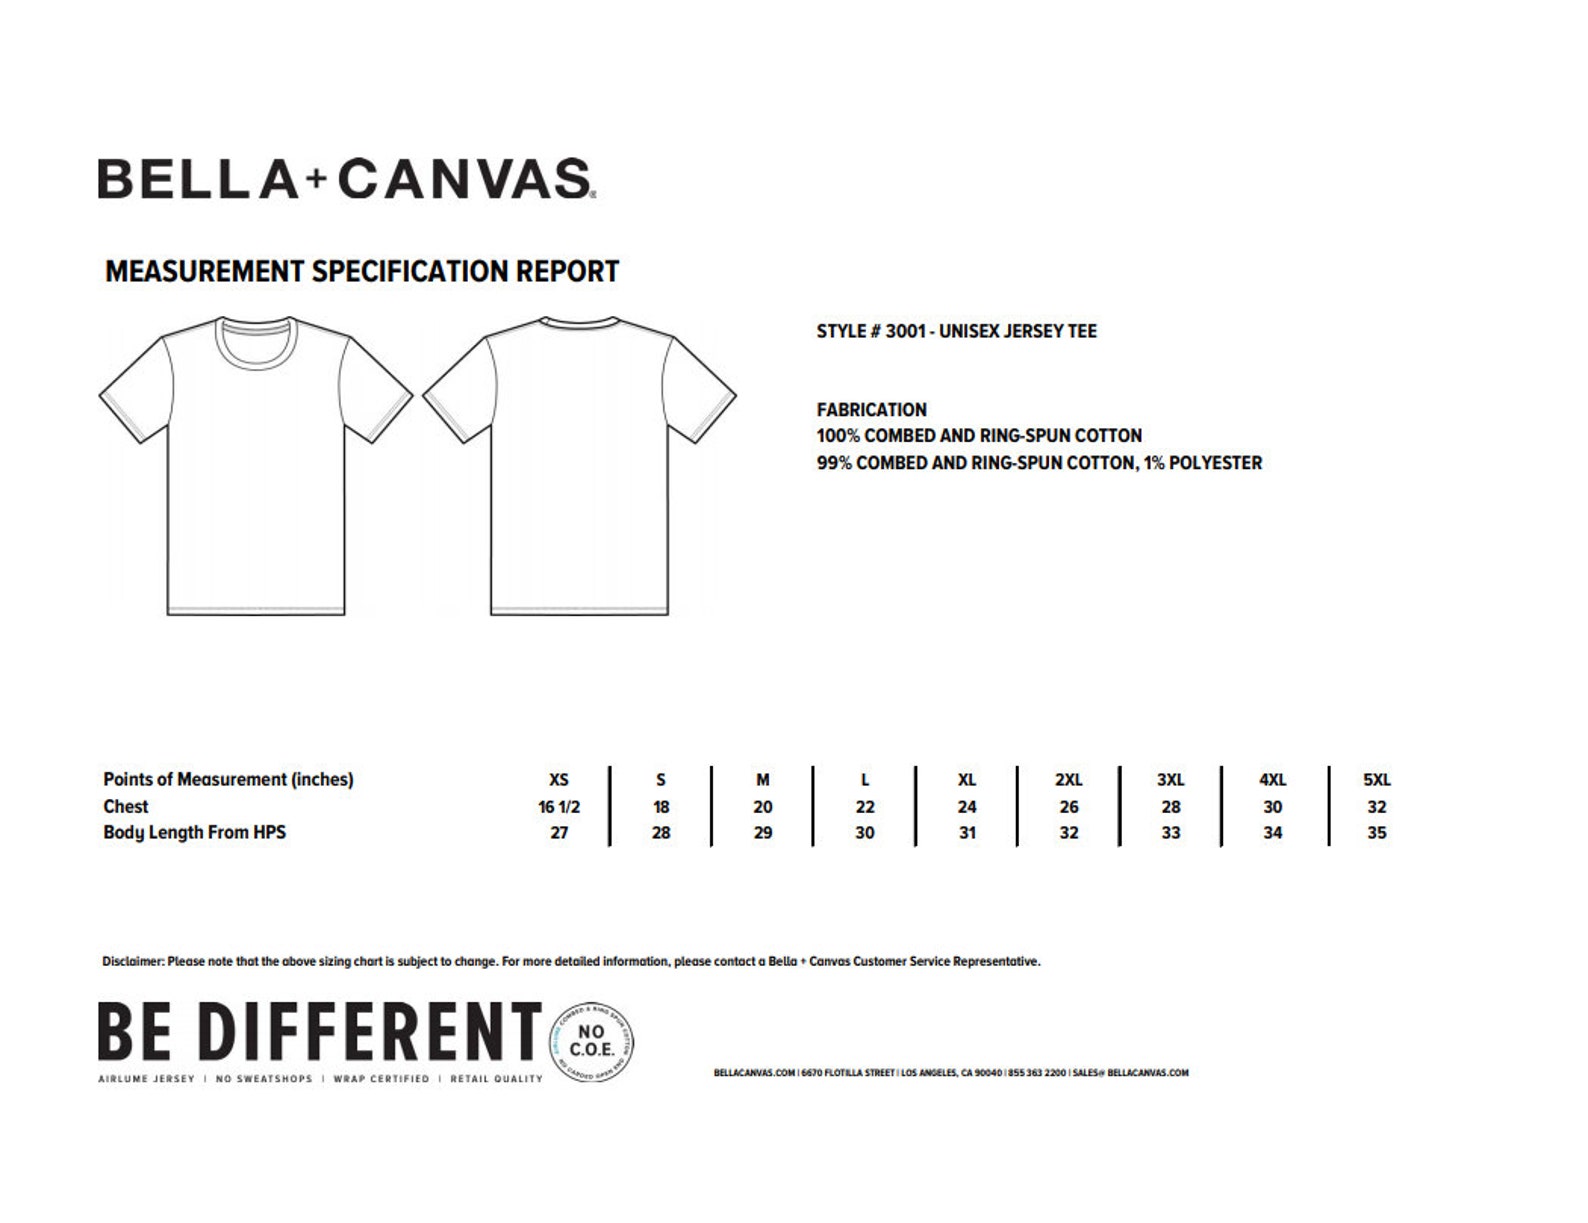 BELLA+CANVAS®
MEASUREMENT SPECIFICATION REPORT
STYLE # 3001 - UNISEX JERSEY TEE
FABRICATION
100% COMBED AND RING-SPUN COTTON
99% COMBED AND RING-SPUN COTTON, 1% POLYESTER
Points of Measurement (inches) XS S M L XL 2XL 3XL 4XL 5XL
Chest 16 1/2 18 20 22 24 26 28 30 32
Body Length From HPS 27 28 29 30 31 32 33 34 35
Disclaimer: Please note that the above sizing chart is subject to change. For more detailed information, please contact a Bella + Canvas Customer Service Representative.
BE DIFFERENT
AIRLUME COMBED & RING SPUN COTTON
NO
C.O.E.
NO CARDED OPEN END
AIRLUME JERSEY | NO SWEATSHOPS | WRAP CERTIFIED | RETAIL QUALITY
BELLACANVAS.COM | 6670 FLOTILLA STREET | LOS ANGELES, CA 90040 | 855 363 2200 | SALES@ BELLACANVAS.COM